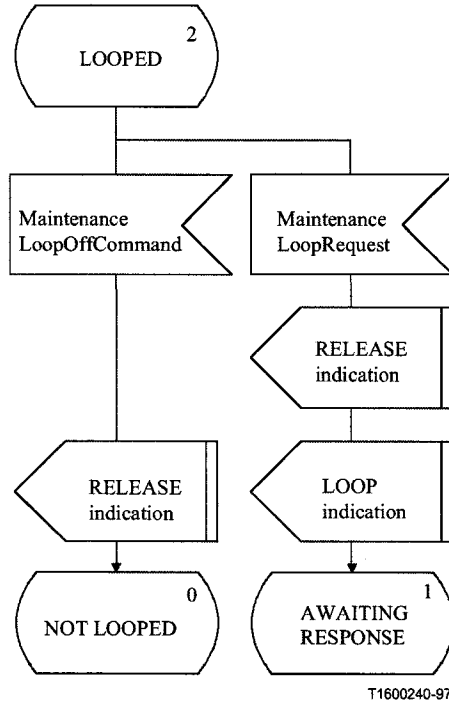 2
LOOPED
Maintenance
LoopOffCommand
Maintenance
LoopRequest
RELEASE
indication
RELEASE
indication
LOOP
indication
0
NOT LOOPED
1
AWAITING
RESPONSE
T1600240-97